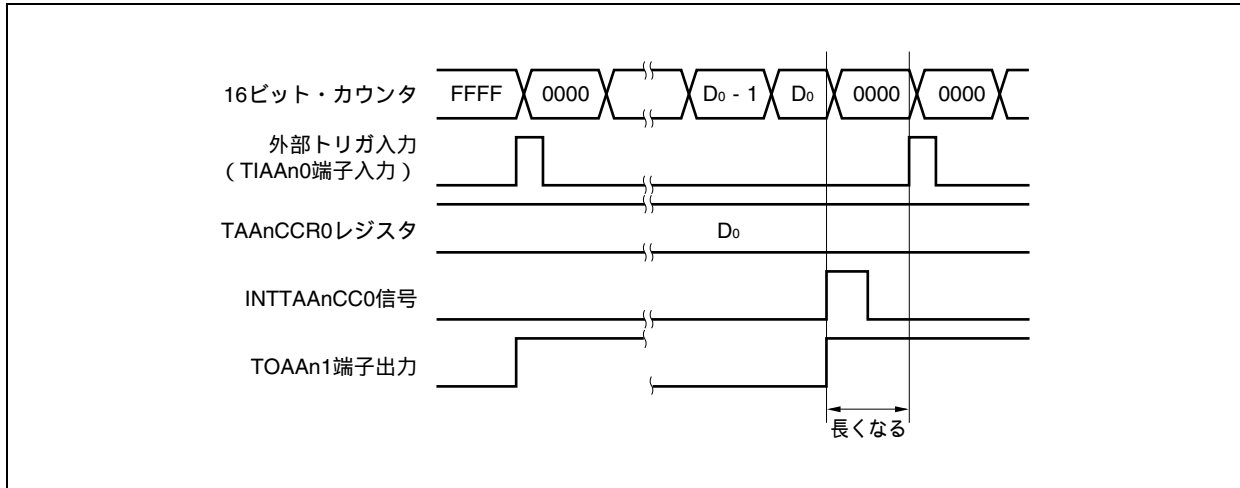 16ビット・カウンタ FFFF 0000 D0 - 1 D0 0000 0000
外部トリガ入力
（TIAAn0端子入力）
TAAnCCR0レジスタ D0
INTTAAnCC0信号
TOAAn1端子出力
長くなる